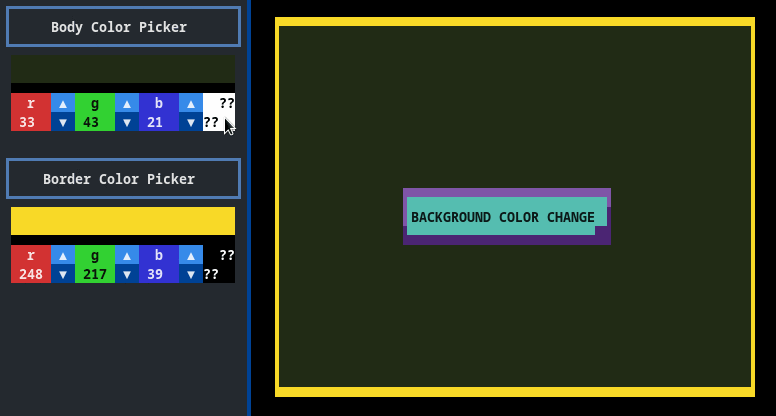 Body Color Picker
r ▲ g ▲ b ▲ ??
33 ▼ 43 ▼ 21 ▼ ??
Border Color Picker
r ▲ g ▲ b ▲ ??
248 ▼ 217 ▼ 39 ▼ ??
BACKGROUND COLOR CHANGE